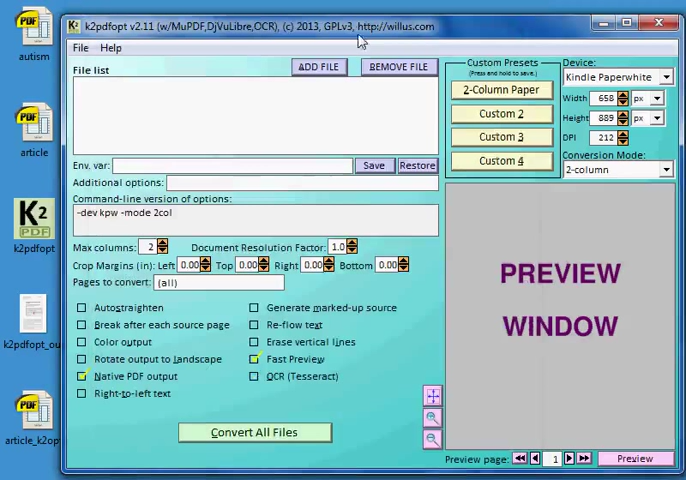 k2pdfopt v2.11 (w/MuPDF,DjVuLibre,OCR), (c) 2013, GPLv3, http://willus.com
File Help
File list
ADD FILE
REMOVE FILE
Env. var:
Save
Restore
Additional options:
Command-line version of options:
-dev kpw -mode 2col
Max columns: 2
Document Resolution Factor: 1.0
Crop Margins (in): Left 0.00 Top 0.00 Right 0.00 Bottom 0.00
Pages to convert: (all)
Autostraighten
Break after each source page
Color output
Rotate output to landscape
Native PDF output
Right-to-left text
Generate marked-up source
Re-flow text
Erase vertical lines
Fast Preview
OCR (Tesseract)
Convert All Files
Custom Presets
(Press and hold to save.)
2-Column Paper
Custom 2
Custom 3
Custom 4
Device:
Kindle Paperwhite
Width 658 px
Height 889 px
DPI 212
Conversion Mode:
2-column
PREVIEW
WINDOW
Preview page: 1
Preview
PDF
autism
PDF
article
K2
PDF
k2pdfopt
k2pdfopt_ou
PDF
article_k2op